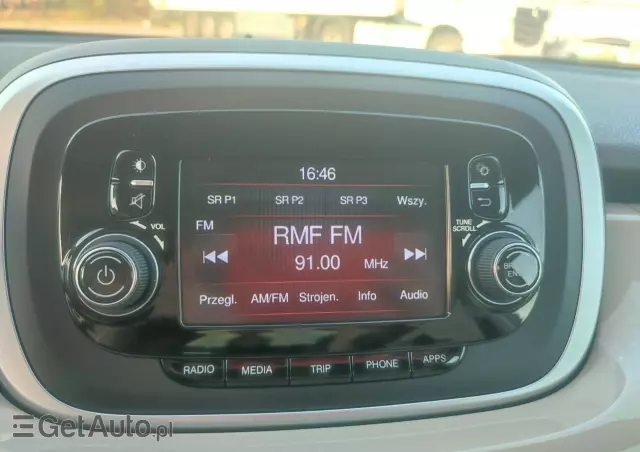 16:46
SR P1 SR P2 SR P3 Wszy.
FM
RMF FM
91.00 MHz
Przegl. AM/FM Strojen. Info Audio
VOL
TUNE
SCROLL
RADIO MEDIA TRIP PHONE APPS
GetAuto.pl